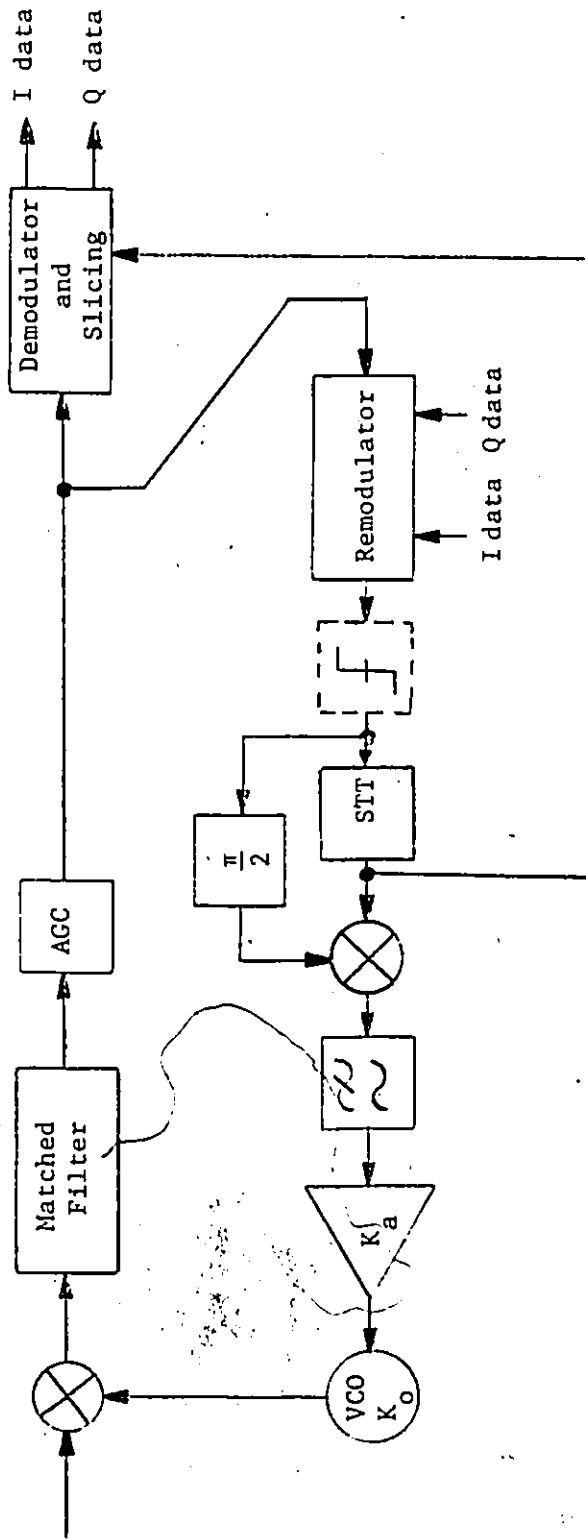 I data
Q data
Demodulator
and
Slicing
AGC
Matched
Filter
Remodulator
I data Q data
π
2
STT
K a
VCO
K o